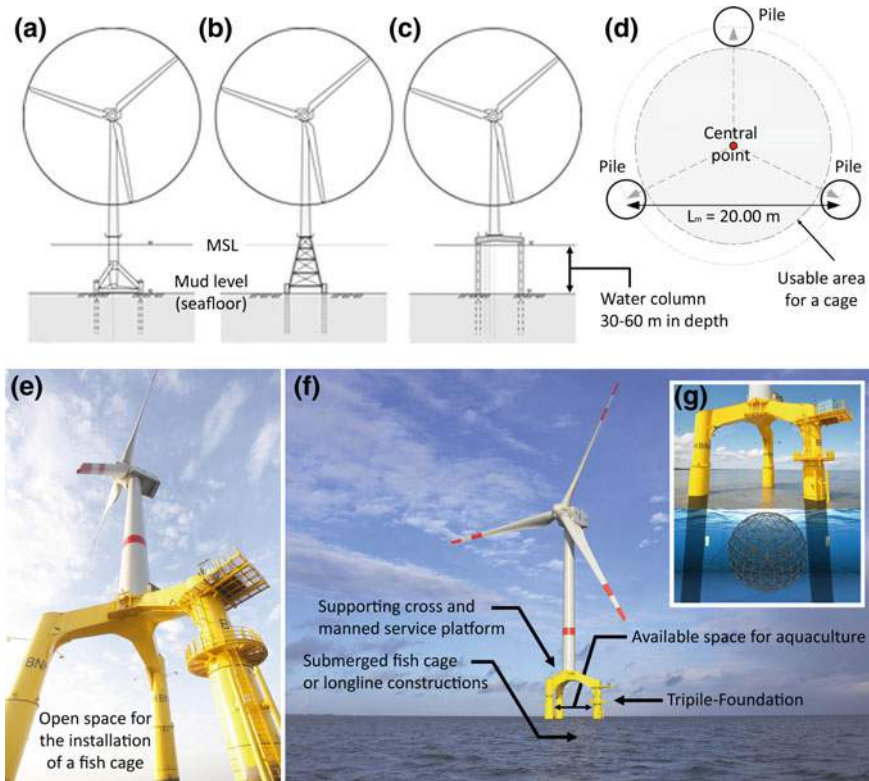 (a)
(b)
(c)
(d)
Pile
Central
point
Pile
Pile
Lm = 20.00 m
MSL
Mud level
(seafloor)
Water column
30-60 m in depth
Usable area
for a cage
(e)
BNI
Open space for
the installation
of a fish cage
(f)
Supporting cross and
manned service platform
Submerged fish cage
or longline constructions
Available space for aquaculture
Tripile-Foundation
(g)